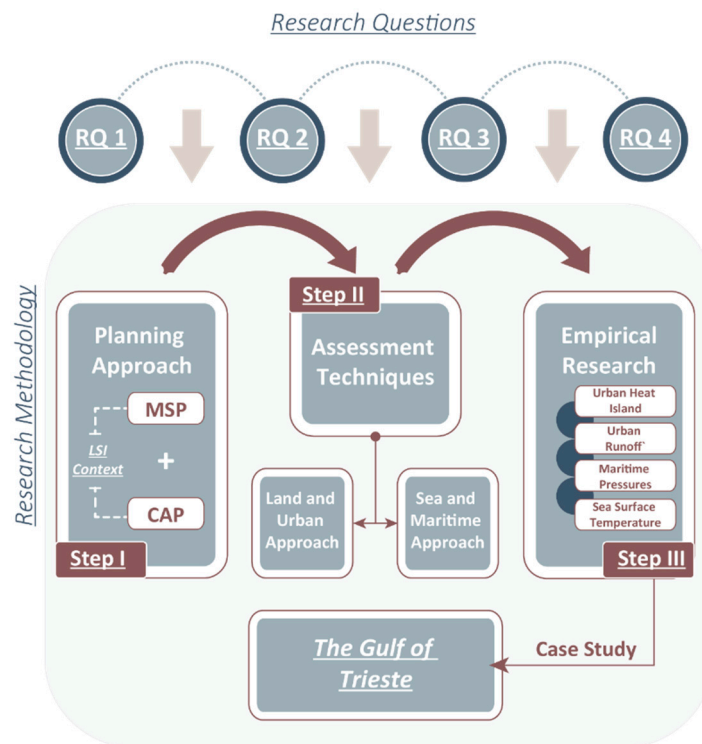 Research Questions
RQ 1
RQ 2
RQ 3
RQ 4
Research Methodology
Planning
Approach
MSP
LSI
Context
+
CAP
Step I
Step II
Assessment
Techniques
Land and
Urban
Approach
Sea and
Maritime
Approach
Empirical
Research
Urban Heat
Island
Urban
Runoff`
Maritime
Pressures
Sea Surface
Temperature
Step III
Case Study
The Gulf of
Trieste